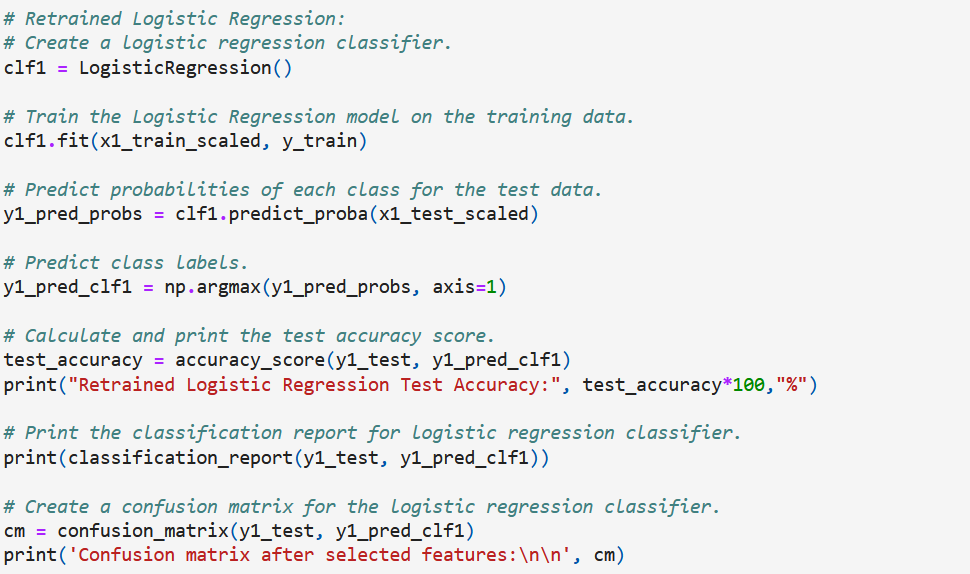 # Retrained Logistic Regression:
# Create a logistic regression classifier.
clf1 = LogisticRegression()
# Train the Logistic Regression model on the training data.
clf1.fit(x1_train_scaled, y_train)
# Predict probabilities of each class for the test data.
y1_pred_probs = clf1.predict_proba(x1_test_scaled)
# Predict class labels.
y1_pred_clf1 = np.argmax(y1_pred_probs, axis=1)
# Calculate and print the test accuracy score.
test_accuracy = accuracy_score(y1_test, y1_pred_clf1)
print("Retrained Logistic Regression Test Accuracy:", test_accuracy*100,"%")
# Print the classification report for logistic regression classifier.
print(classification_report(y1_test, y1_pred_clf1))
# Create a confusion matrix for the logistic regression classifier.
cm = confusion_matrix(y1_test, y1_pred_clf1)
print('Confusion matrix after selected features:\n\n', cm)